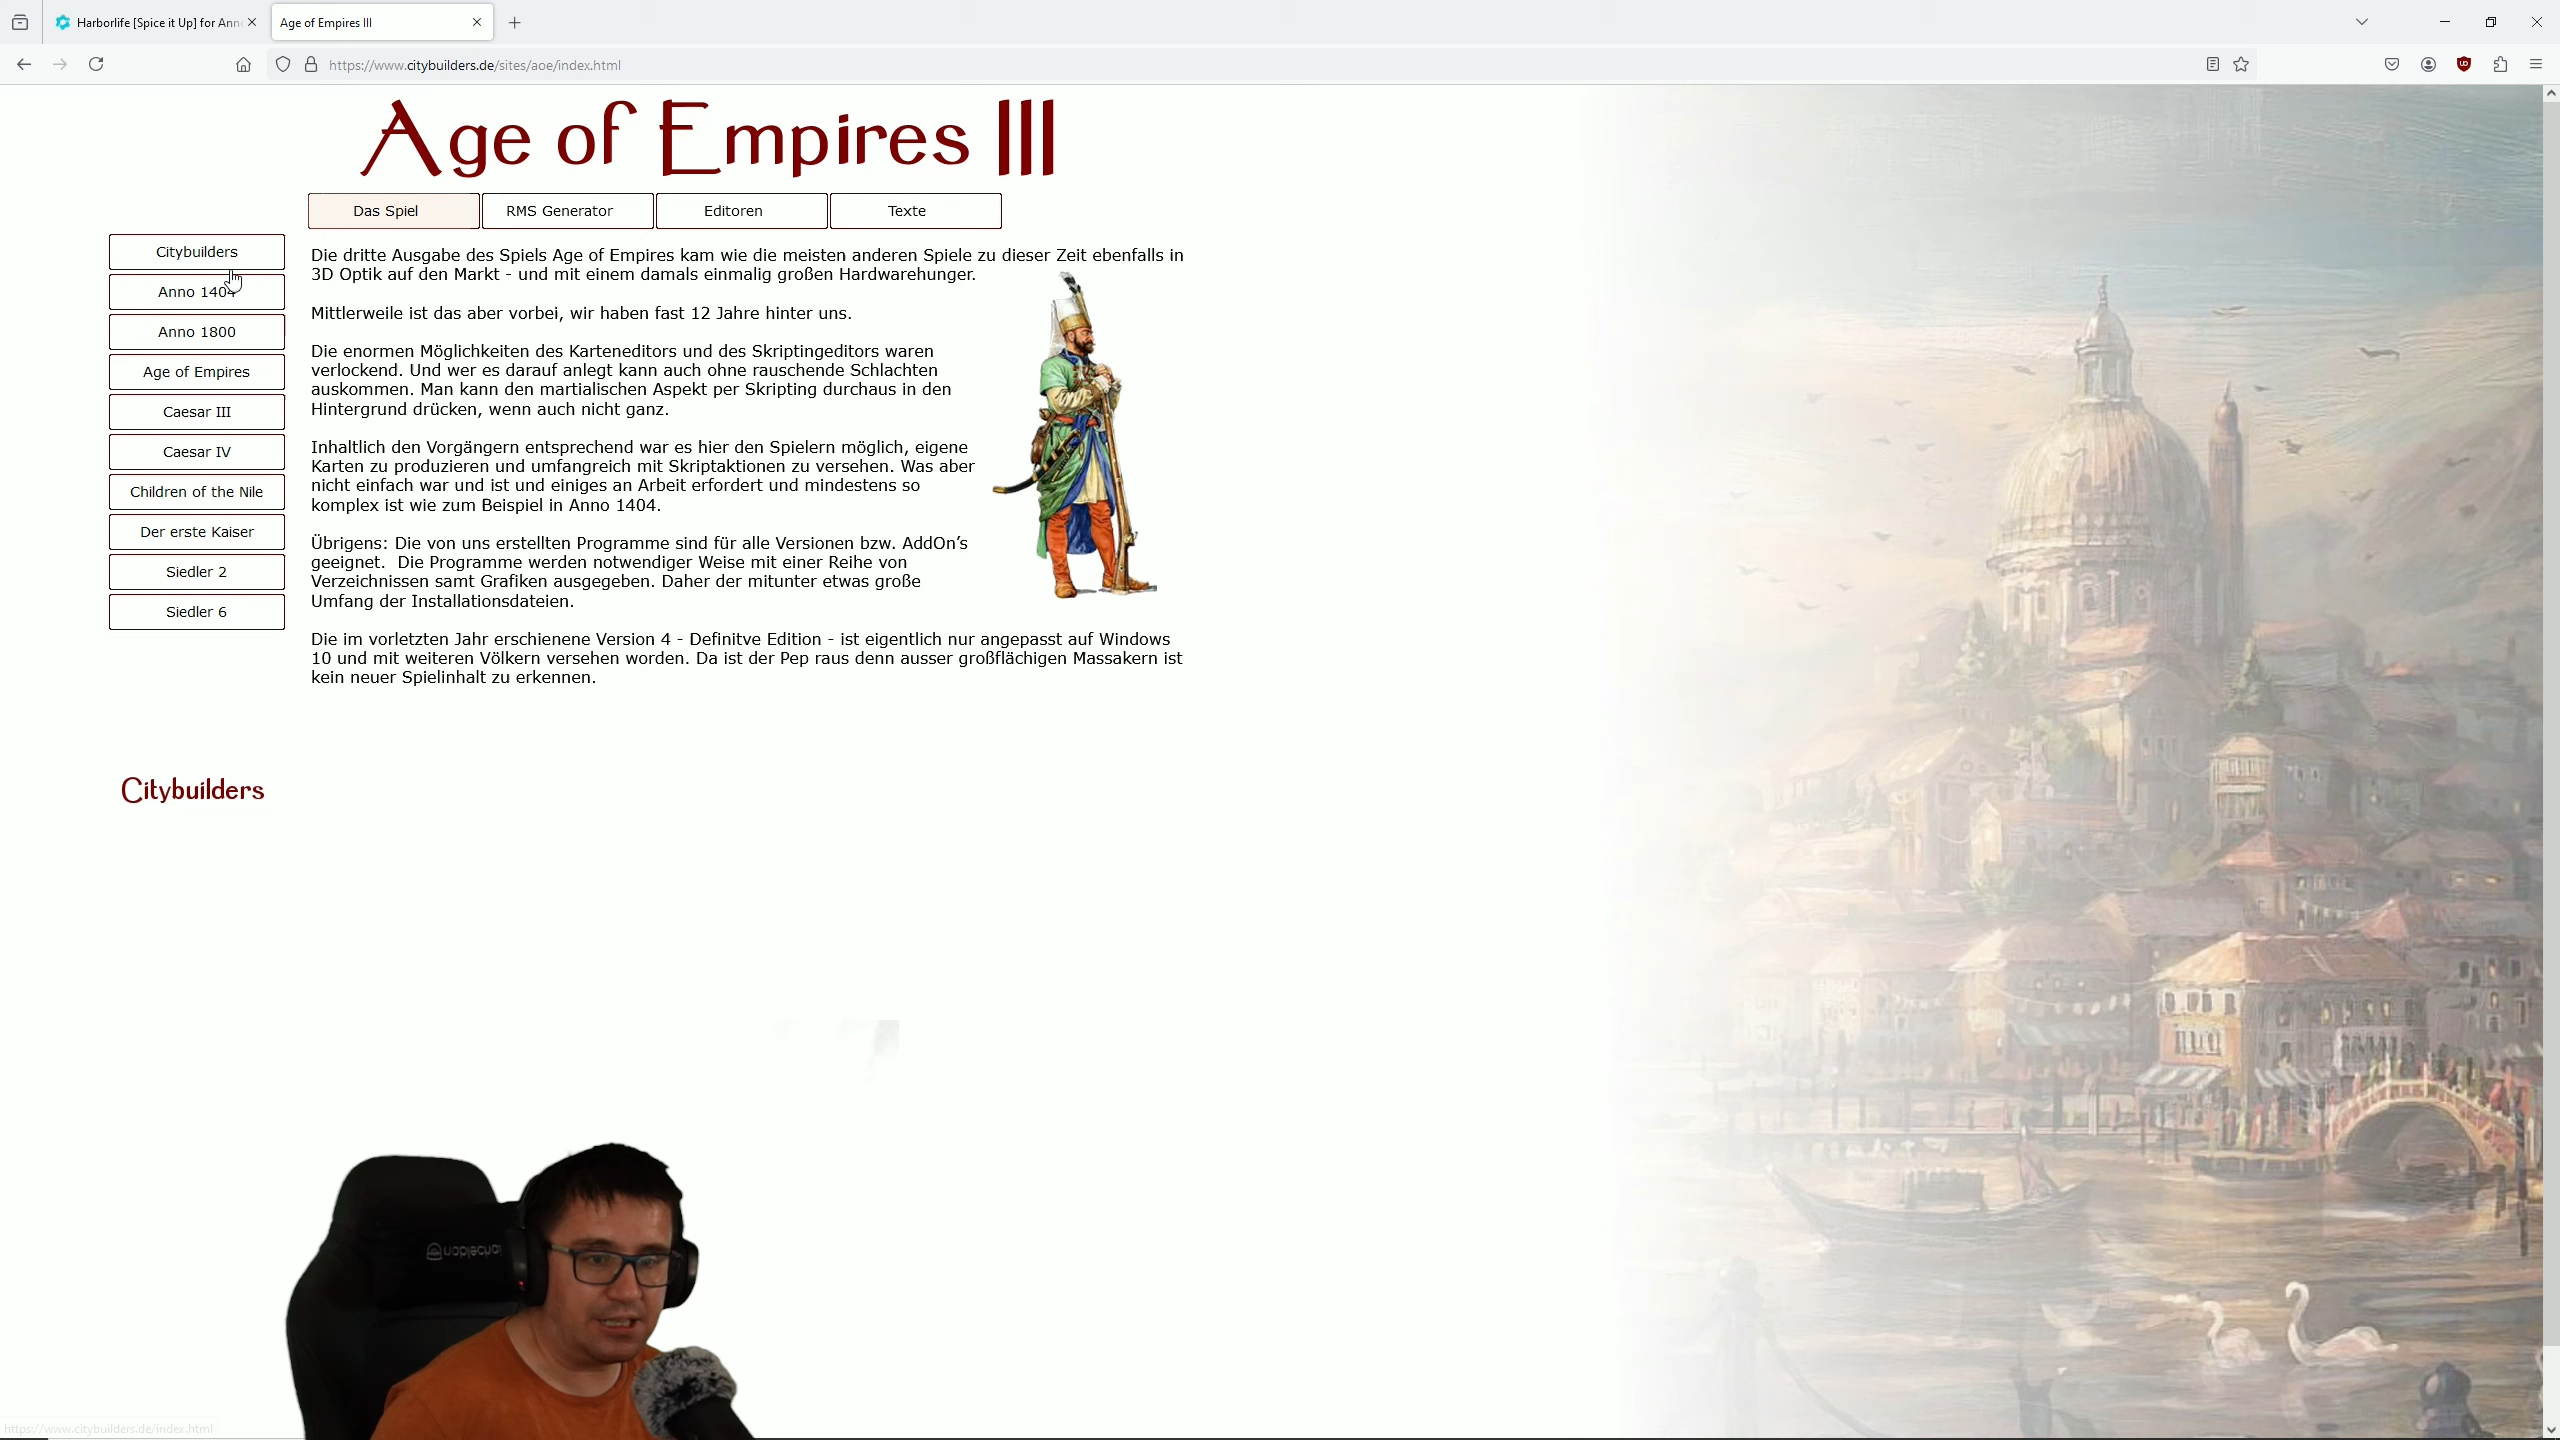 Harborlife [Spice it Up] for Ann
Age of Empires III
https://www.citybuilders.de/sites/aoe/index.html
Age of Empires III
Das Spiel
RMS Generator
Editoren
Texte
Citybuilders
Anno 1404
Anno 1800
Age of Empires
Caesar III
Caesar IV
Children of the Nile
Der erste Kaiser
Siedler 2
Siedler 6
Die dritte Ausgabe des Spiels Age of Empires kam wie die meisten anderen Spiele zu dieser Zeit ebenfalls in
3D Optik auf den Markt - und mit einem damals einmalig großen Hardwarehunger.
Mittlerweile ist das aber vorbei, wir haben fast 12 Jahre hinter uns.
Die enormen Möglichkeiten des Karteneditors und des Skriptingeditors waren
verlockend. Und wer es darauf anlegt kann auch ohne rauschende Schlachten
auskommen. Man kann den martialischen Aspekt per Skripting durchaus in den
Hintergrund drücken, wenn auch nicht ganz.
Inhaltlich den Vorgängern entsprechend war es hier den Spielern möglich, eigene
Karten zu produzieren und umfangreich mit Skriptaktionen zu versehen. Was aber
nicht einfach war und ist und einiges an Arbeit erfordert und mindestens so
komplex ist wie zum Beispiel in Anno 1404.
Übrigens: Die von uns erstellten Programme sind für alle Versionen bzw. AddOn's
geeignet.  Die Programme werden notwendiger Weise mit einer Reihe von
Verzeichnissen samt Grafiken ausgegeben. Daher der mitunter etwas große
Umfang der Installationsdateien.
Die im vorletzten Jahr erschienene Version 4 - Definitve Edition - ist eigentlich nur angepasst auf Windows
10 und mit weiteren Völkern versehen worden. Da ist der Pep raus denn ausser großflächigen Massakern ist
kein neuer Spielinhalt zu erkennen.
Citybuilders
https://www.citybuilders.de/index.html